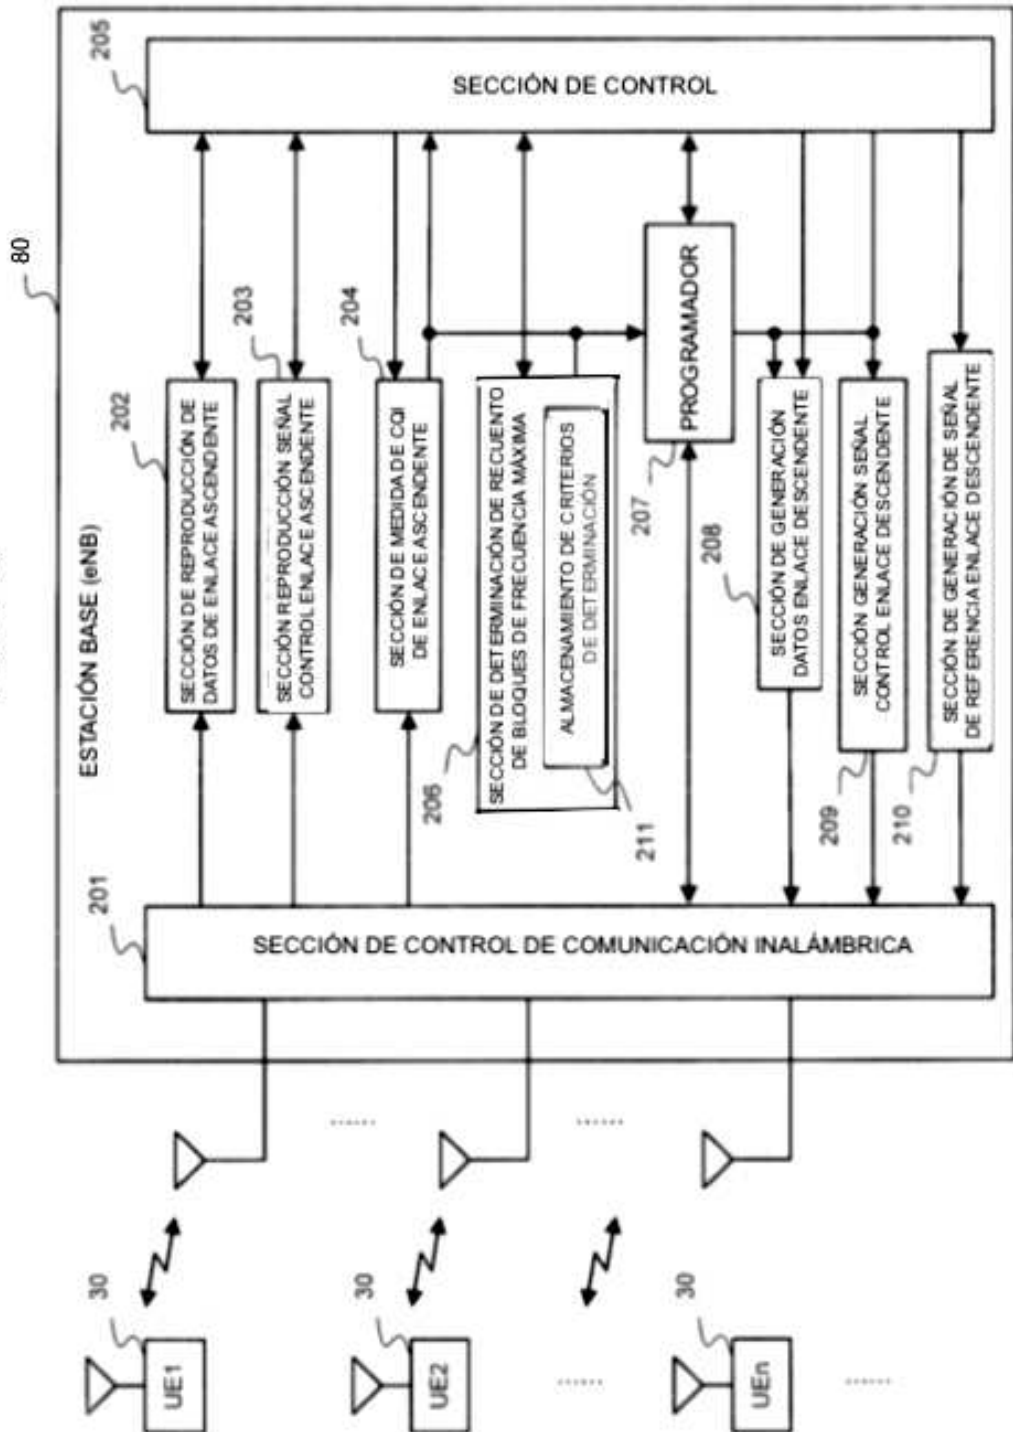 80
ESTACIÓN BASE (eNB)
201
202
203
204
205
SECCIÓN DE CONTROL DE COMUNICACIÓN INALÁMBRICA
SECCIÓN DE REPRODUCCIÓN DE
DATOS DE ENLACE ASCENDENTE
SECCIÓN REPRODUCCIÓN SEÑAL
CONTROL ENLACE ASCENDENTE
SECCIÓN DE MEDIDA DE CQI
DE ENLACE ASCENDENTE
206
SECCIÓN DE DETERMINACIÓN DE RECUENTO
DE BLOQUES DE FRECUENCIA MÁXIMA
ALMACENAMIENTO DE CRITERIOS
DE DETERMINACIÓN
211
PROGRAMADOR
207
208
SECCIÓN DE GENERACIÓN
DATOS ENLACE DESCENDENTE
209
SECCIÓN GENERACIÓN SEÑAL
CONTROL ENLACE DESCENDENTE
210
SECCIÓN DE GENERACIÓN DE SEÑAL
DE REFERENCIA ENLACE DESCENDENTE
SECCIÓN DE CONTROL
30
UE1
30
UE2
30
UEn